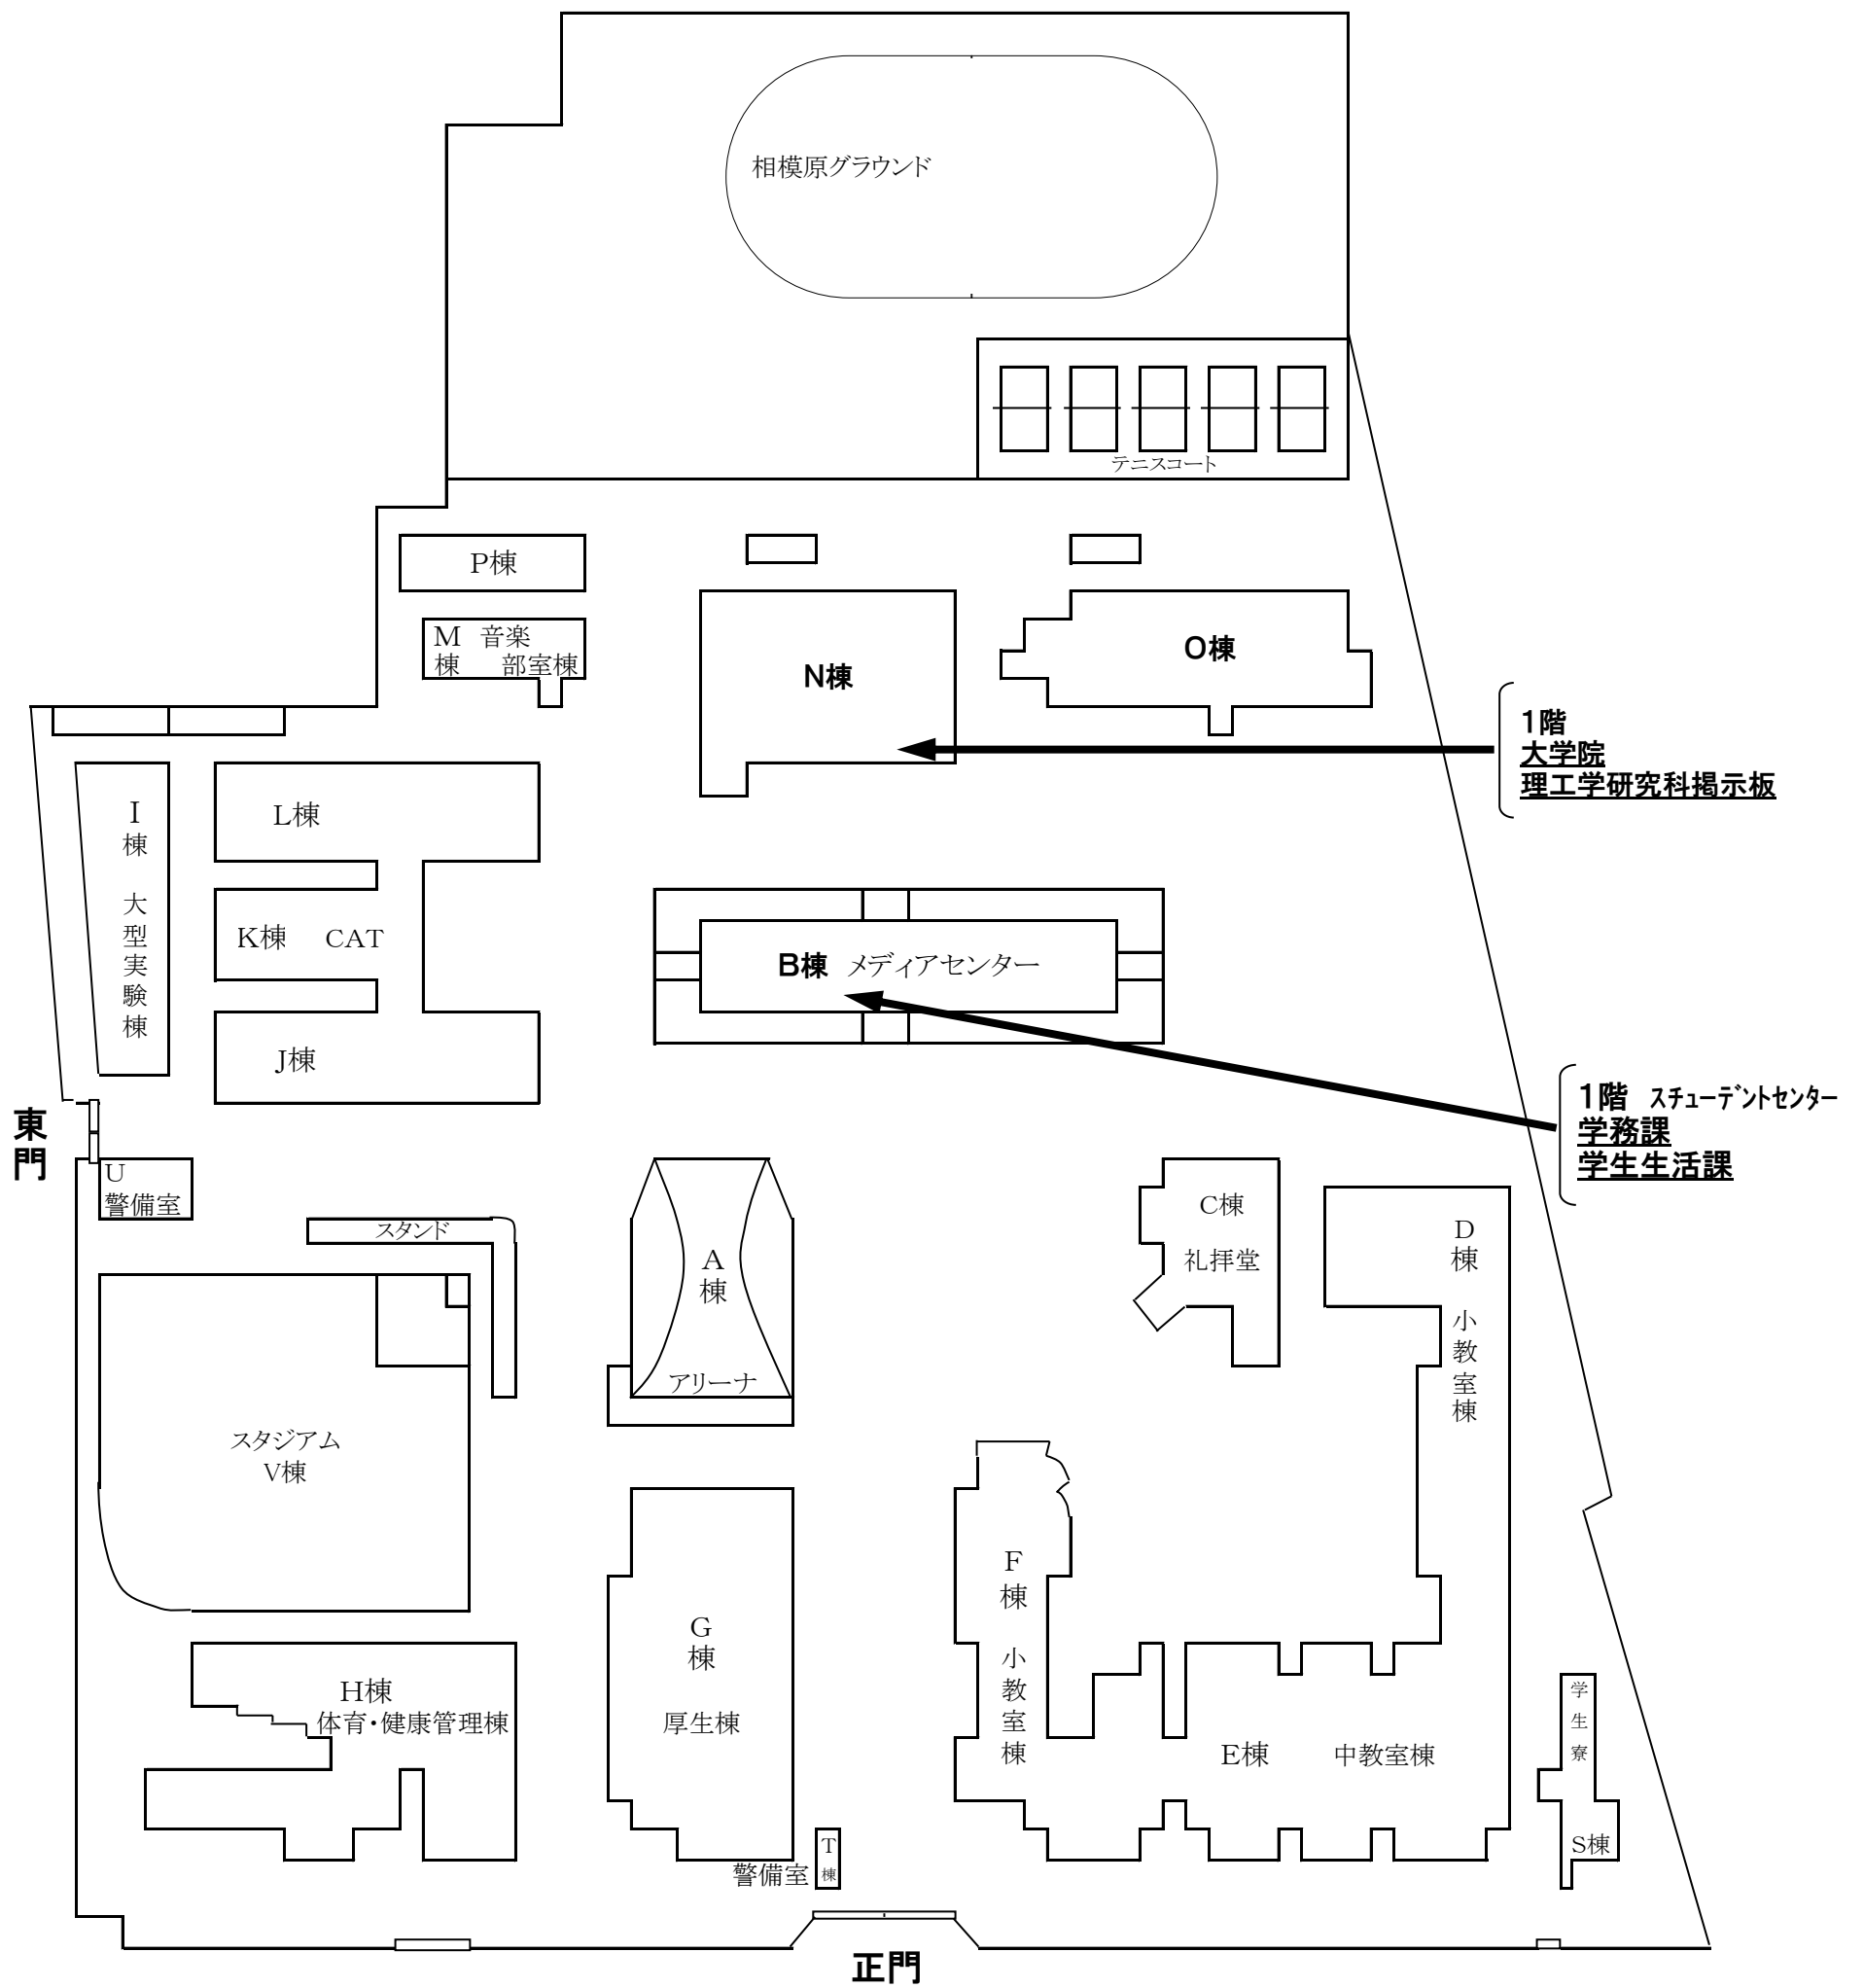 相模原グラウンド
テニスコート
P棟
M 音楽
棟 部室棟
N棟
O棟
1階
大学院
理工学研究科掲示板
I棟 大型実験棟
L棟
K棟 CAT
J棟
B棟 メディアセンター
1階 スチューデントセンター
学務課
学生生活課
東門
U
警備室
スタンド
A棟
アリーナ
C棟
礼拝堂
D棟 小教室棟
スタジアム
V棟
F棟 小教室棟
G棟
厚生棟
H棟
体育・健康管理棟
E棟 中教室棟
学生寮
S棟
T棟
警備室
正門